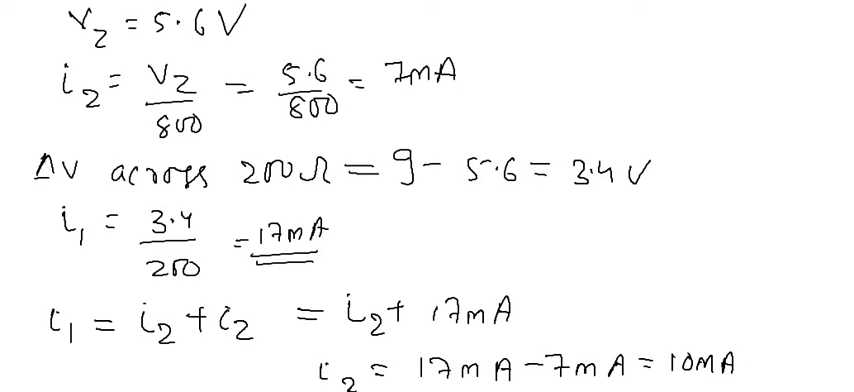 V₂ = 5.6 V
i₂ = V₂/800 = 5.6/800 = 7mA
ΔV across 200Ω = 9 - 5.6 = 3.4 V
i₁ = 3.4/200 = 17mA
i₁ = i₂ + i₂ = i₂ + 17mA
i₂ = 17mA - 7mA = 10mA